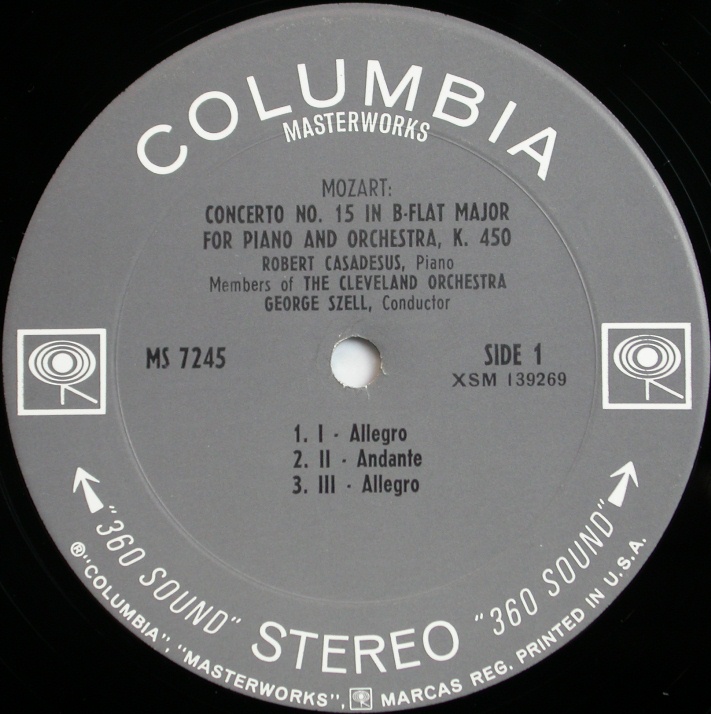 COLUMBIA
MASTERWORKS
MOZART:
CONCERTO NO. 15 IN B-FLAT MAJOR
FOR PIANO AND ORCHESTRA, K. 450
ROBERT CASADESUS, Piano
Members of THE CLEVELAND ORCHESTRA
GEORGE SZELL, Conductor
MS 7245
SIDE 1
XSM 139269
1. I - Allegro
2. II - Andante
3. III - Allegro
"360 SOUND" STEREO "360 SOUND"
®"COLUMBIA", "MASTERWORKS", MARCAS REG. PRINTED IN U.S.A.